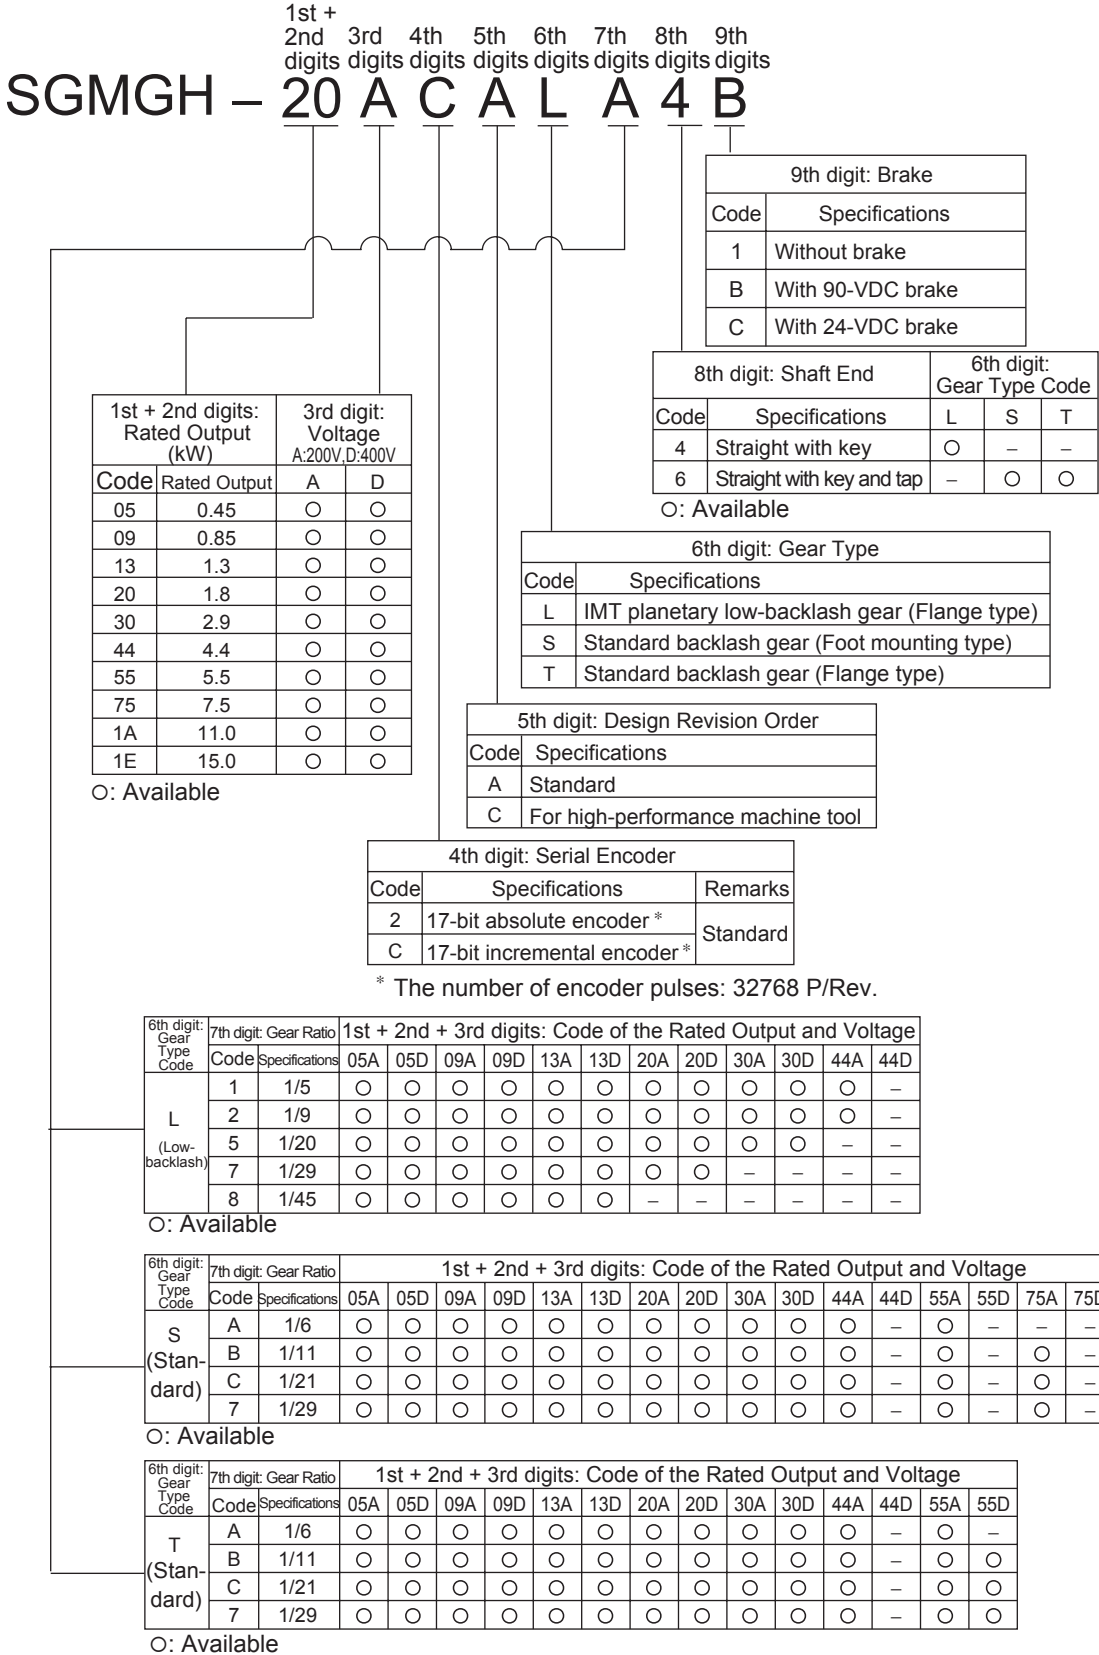 1st +
2nd 3rd 4th 5th 6th 7th 8th 9th
digits digits digits digits digits digits digits digits
SGMGH – 20 A C A L A 4 B
9th digit: Brake
Code Specifications
1 Without brake
B With 90-VDC brake
C With 24-VDC brake
8th digit: Shaft End 6th digit: Gear Type Code
Code Specifications L S T
4 Straight with key ○ – –
6 Straight with key and tap – ○ ○
○: Available
1st + 2nd digits: Rated Output (kW) 3rd digit: Voltage A:200V,D:400V
Code Rated Output A D
05 0.45 ○ ○
09 0.85 ○ ○
13 1.3 ○ ○
20 1.8 ○ ○
30 2.9 ○ ○
44 4.4 ○ ○
55 5.5 ○ ○
75 7.5 ○ ○
1A 11.0 ○ ○
1E 15.0 ○ ○
○: Available
6th digit: Gear Type
Code Specifications
L IMT planetary low-backlash gear (Flange type)
S Standard backlash gear (Foot mounting type)
T Standard backlash gear (Flange type)
5th digit: Design Revision Order
Code Specifications
A Standard
C For high-performance machine tool
4th digit: Serial Encoder
Code Specifications Remarks
2 17-bit absolute encoder * Standard
C 17-bit incremental encoder *
* The number of encoder pulses: 32768 P/Rev.
6th digit: Gear Type Code 7th digit: Gear Ratio 1st + 2nd + 3rd digits: Code of the Rated Output and Voltage
Code Specifications 05A 05D 09A 09D 13A 13D 20A 20D 30A 30D 44A 44D
L (Low-backlash)
1 1/5 ○ ○ ○ ○ ○ ○ ○ ○ ○ ○ ○ –
2 1/9 ○ ○ ○ ○ ○ ○ ○ ○ ○ ○ ○ –
5 1/20 ○ ○ ○ ○ ○ ○ ○ ○ ○ ○ – –
7 1/29 ○ ○ ○ ○ ○ ○ ○ ○ – – – –
8 1/45 ○ ○ ○ ○ ○ ○ – – – – – –
○: Available
6th digit: Gear Type Code 7th digit: Gear Ratio 1st + 2nd + 3rd digits: Code of the Rated Output and Voltage
Code Specifications 05A 05D 09A 09D 13A 13D 20A 20D 30A 30D 44A 44D 55A 55D 75A 75D
S (Stan-dard)
A 1/6 ○ ○ ○ ○ ○ ○ ○ ○ ○ ○ ○ – ○ – – –
B 1/11 ○ ○ ○ ○ ○ ○ ○ ○ ○ ○ ○ – ○ – ○ –
C 1/21 ○ ○ ○ ○ ○ ○ ○ ○ ○ ○ ○ – ○ – ○ –
7 1/29 ○ ○ ○ ○ ○ ○ ○ ○ ○ ○ ○ – ○ – ○ –
○: Available
6th digit: Gear Type Code 7th digit: Gear Ratio 1st + 2nd + 3rd digits: Code of the Rated Output and Voltage
Code Specifications 05A 05D 09A 09D 13A 13D 20A 20D 30A 30D 44A 44D 55A 55D
T (Stan-dard)
A 1/6 ○ ○ ○ ○ ○ ○ ○ ○ ○ ○ ○ – ○ –
B 1/11 ○ ○ ○ ○ ○ ○ ○ ○ ○ ○ ○ – ○ ○
C 1/21 ○ ○ ○ ○ ○ ○ ○ ○ ○ ○ ○ – ○ ○
7 1/29 ○ ○ ○ ○ ○ ○ ○ ○ ○ ○ ○ – ○ ○
○: Available